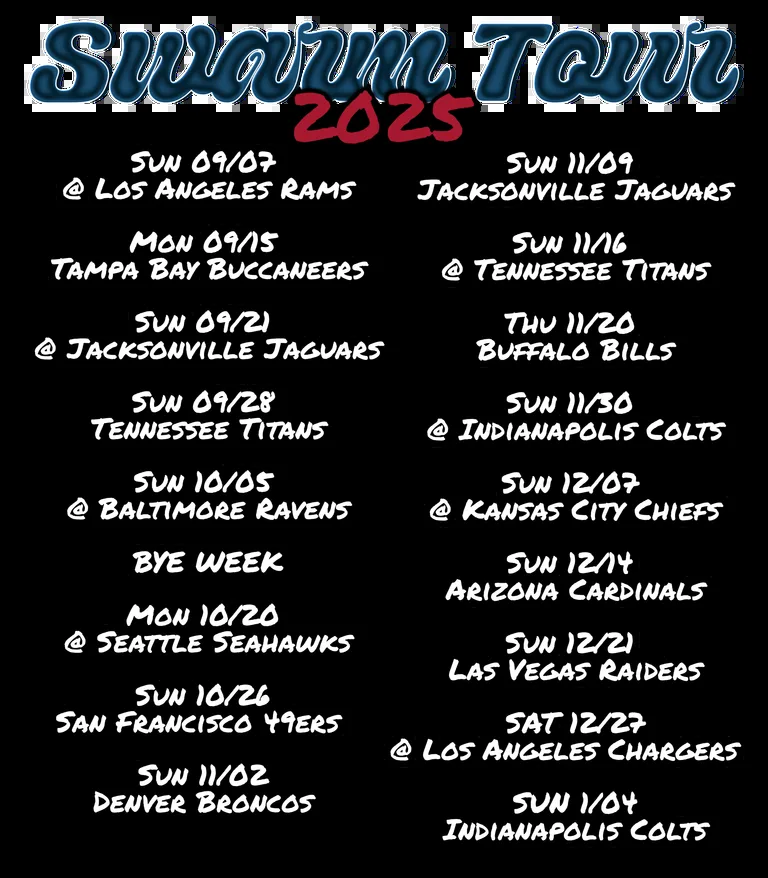 Swarm Tour
2025
Sun 09/07
@ Los Angeles Rams
Mon 09/15
Tampa Bay Buccaneers
Sun 09/21
@ Jacksonville Jaguars
Sun 09/28
Tennessee Titans
Sun 10/05
@ Baltimore Ravens
BYE WEEK
Mon 10/20
@ Seattle Seahawks
Sun 10/26
San Francisco 49ers
Sun 11/02
Denver Broncos
Sun 11/09
Jacksonville Jaguars
Sun 11/16
@ Tennessee Titans
Thu 11/20
Buffalo Bills
Sun 11/30
@ Indianapolis Colts
Sun 12/07
@ Kansas City Chiefs
Sun 12/14
Arizona Cardinals
Sun 12/21
Las Vegas Raiders
SAT 12/27
@ Los Angeles Chargers
SUN 1/04
Indianapolis Colts